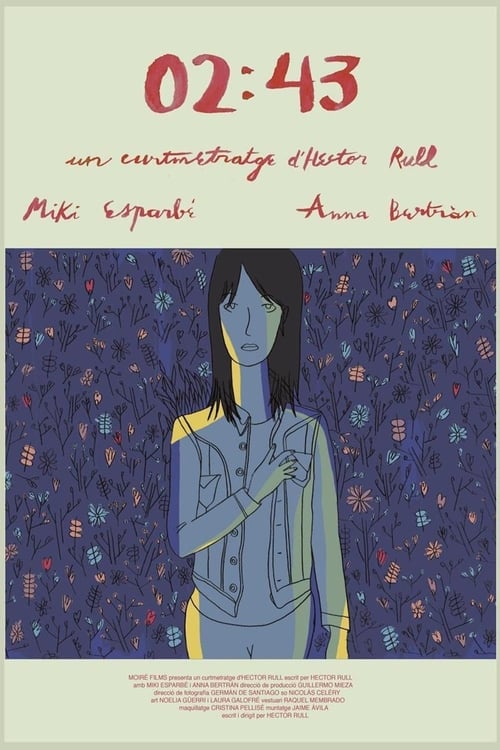 02:43
un curtmetratge d'Hector Rull
Miki Esparbé Anna Bertràn
MOIRÉ FILMS presenta un curtmetratge d'HECTOR RULL escrit per HECTOR RULL
amb MIKI ESPARBÉ i ANNA BERTRAN direcció de producció GUILLERMO MIEZA
direcció de fotografia GERMÁN DE SANTIAGO so NICOLÁS CELÉRY
art NOELIA GÜERRI i LAURA GALOFRÉ vestuari RAQUEL MEMBRADO
maquillatge CRISTINA PELLISÉ muntatge JAIME ÁVILA
escrit i dirigit per HECTOR RULL